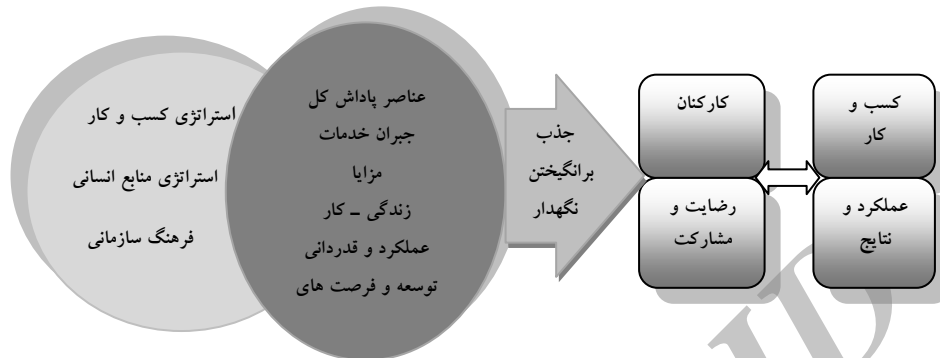 استراتژی کسب و کار
استراتژی منابع انسانی
فرهنگ سازمانی
عناصر پاداش کل
جبران خدمات
مزایا
زندگی – کار
عملکرد و قدردانی
توسعه و فرصت های
جذب
برانگیختن
نگهدار
کارکنان
رضایت و
مشارکت
کسب و
کار
عملکرد و
نتایج